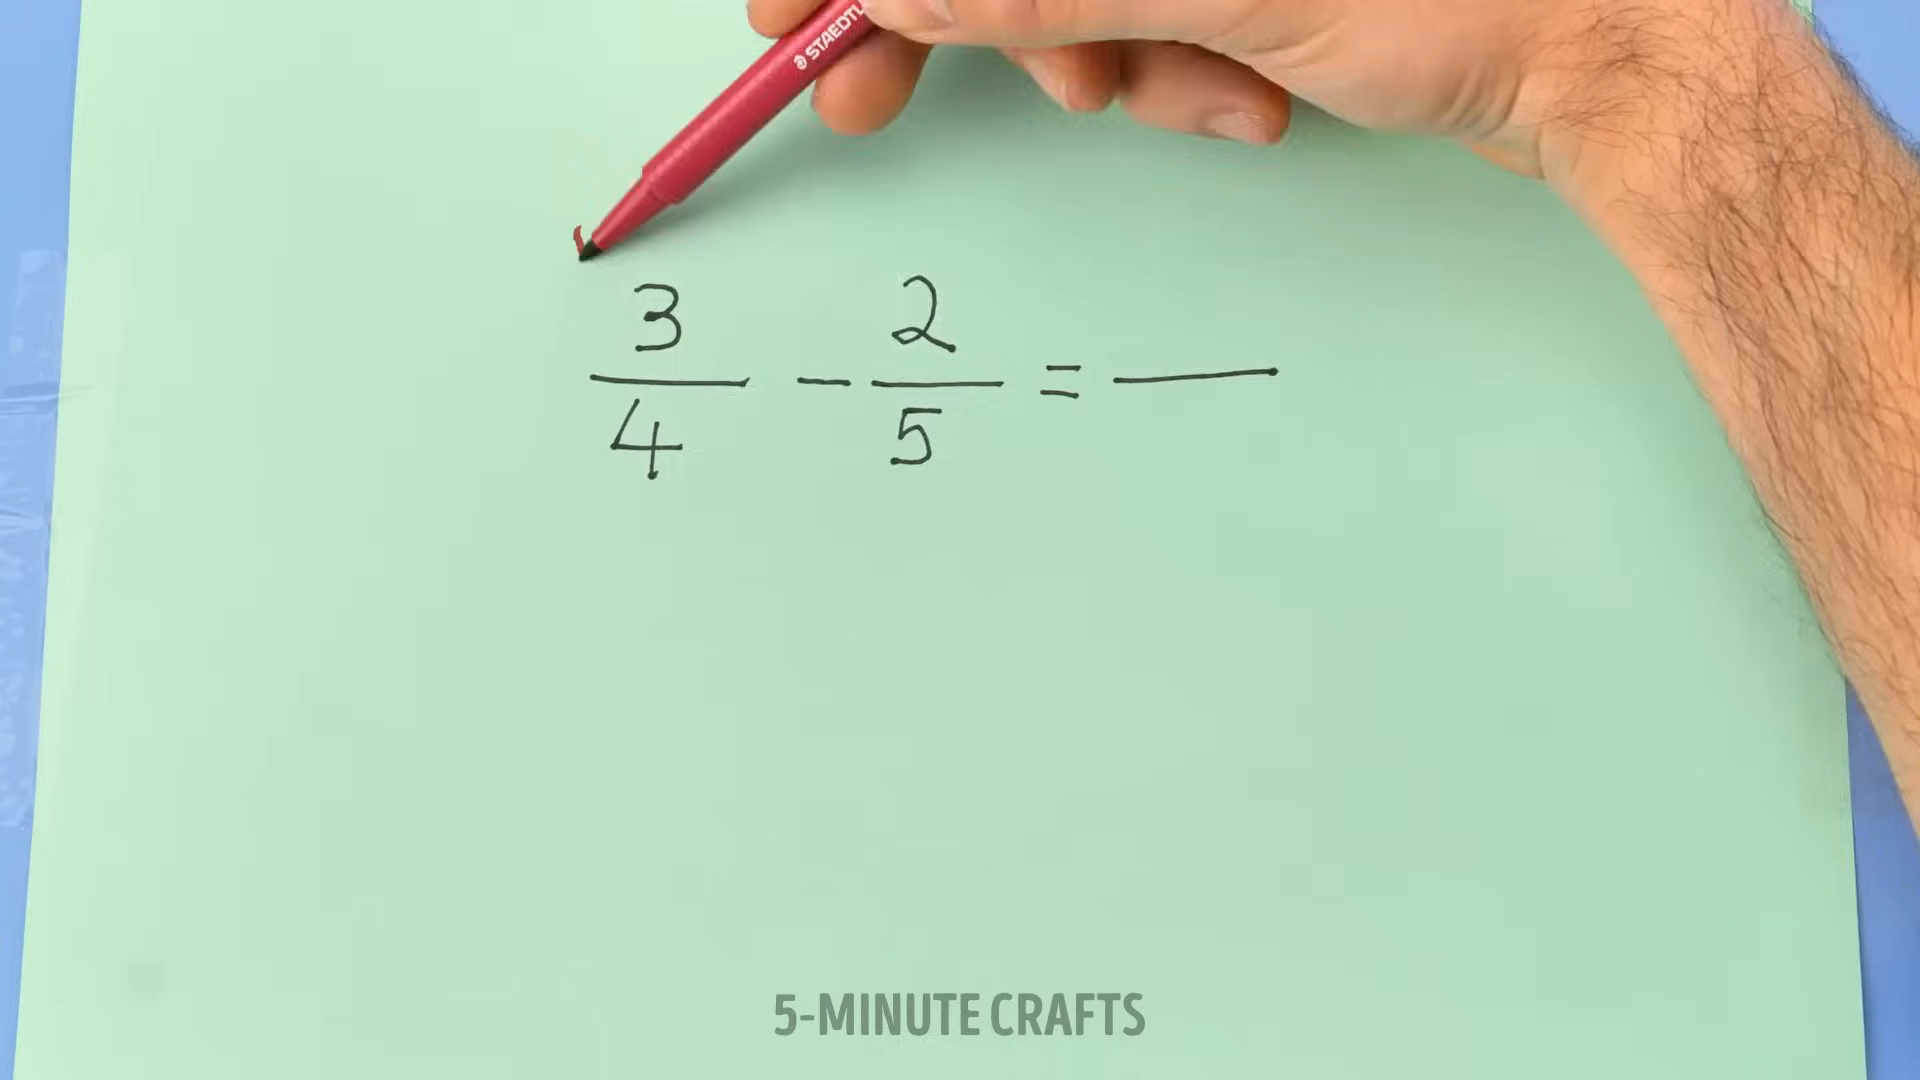 STAEDTL
3/4 - 2/5 =
5-MINUTE CRAFTS